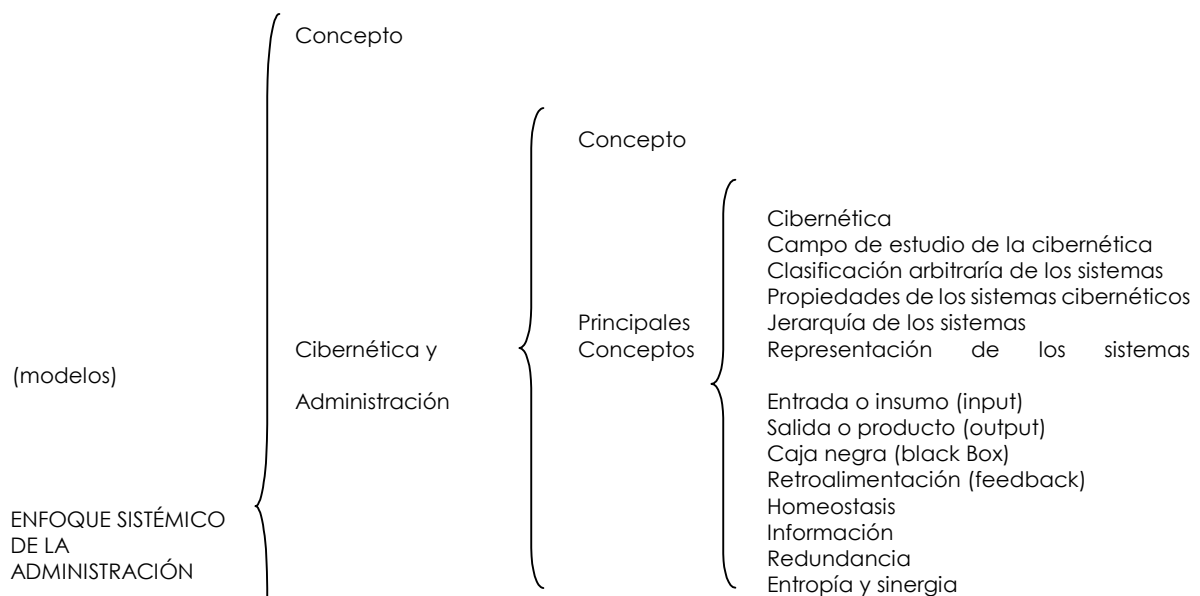 Concepto
Concepto
Cibernética
Campo de estudio de la cibernética
Clasificación arbitraría de los sistemas
Propiedades de los sistemas cibernéticos
Principales
Jerarquía de los sistemas
Cibernética y
Conceptos
Representación de los sistemas
(modelos)
Administración
Entrada o insumo (input)
Salida o producto (output)
Caja negra (black Box)
Retroalimentación (feedback)
Homeostasis
ENFOQUE SISTÉMICO
Información
DE LA
Redundancia
ADMINISTRACIÓN
Entropía y sinergia